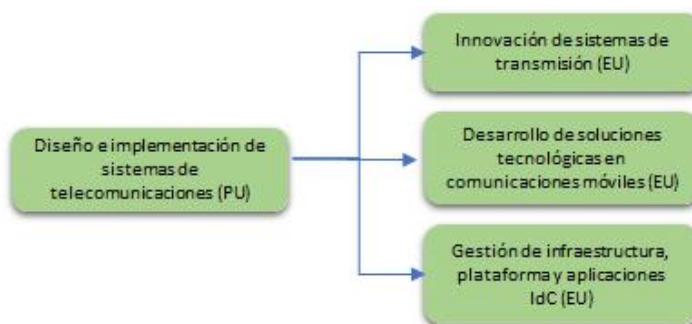 Innovación de sistemas de
transmisión (EU)
Diseño e implementación de
sistemas de
telecomunicaciones (PU)
Desarrollo de soluciones
tecnológicas en
comunicaciones móviles (EU)
Gestión de infraestructura,
plataforma y aplicaciones
IdC (EU)